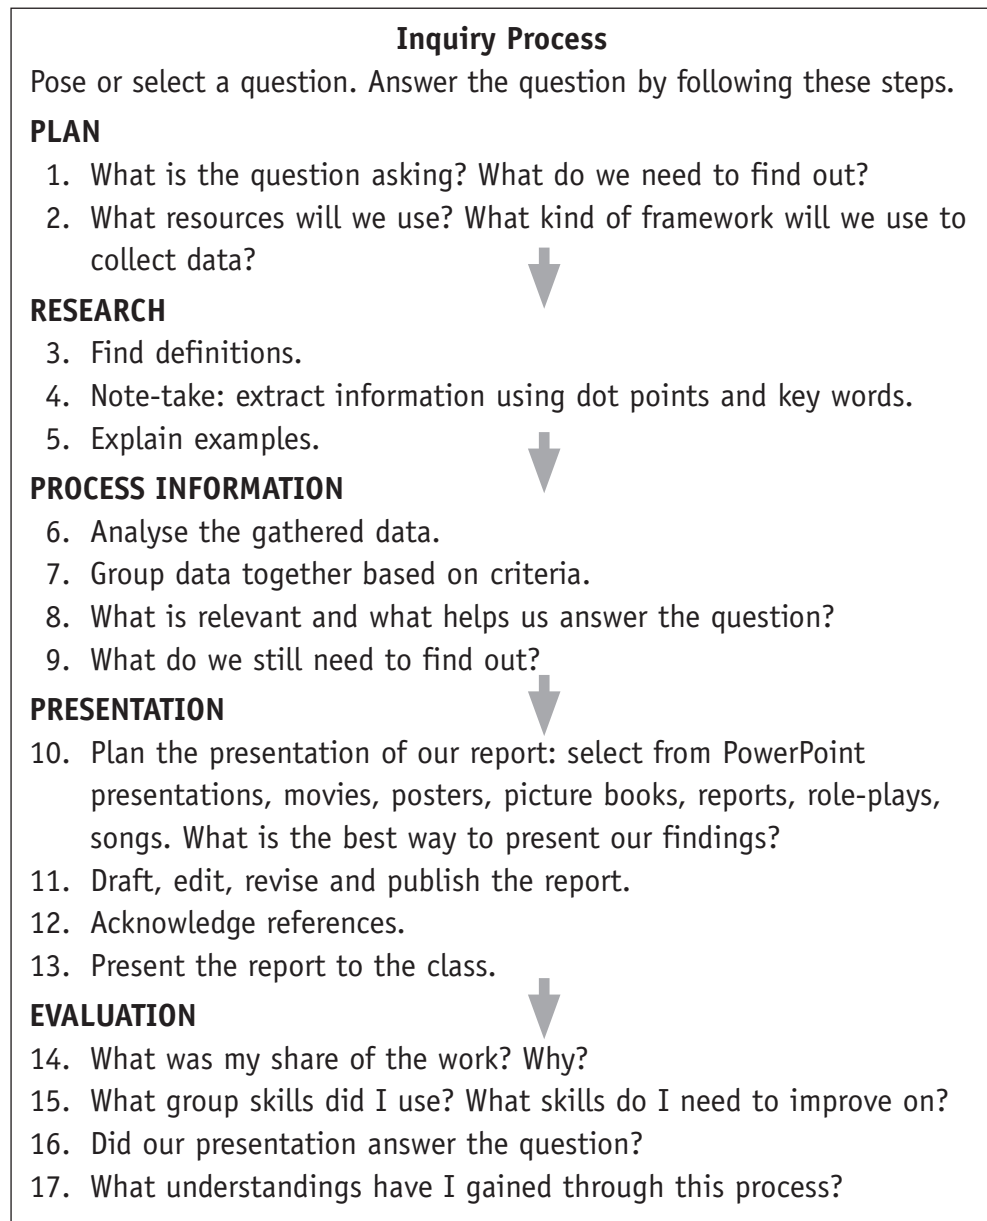 Inquiry Process
Pose or select a question. Answer the question by following these steps.
PLAN
1. What is the question asking? What do we need to find out?
2. What resources will we use? What kind of framework will we use to
collect data?
RESEARCH
3. Find definitions.
4. Note-take: extract information using dot points and key words.
5. Explain examples.
PROCESS INFORMATION
6. Analyse the gathered data.
7. Group data together based on criteria.
8. What is relevant and what helps us answer the question?
9. What do we still need to find out?
PRESENTATION
10. Plan the presentation of our report: select from PowerPoint
presentations, movies, posters, picture books, reports, role-plays,
songs. What is the best way to present our findings?
11. Draft, edit, revise and publish the report.
12. Acknowledge references.
13. Present the report to the class.
EVALUATION
14. What was my share of the work? Why?
15. What group skills did I use? What skills do I need to improve on?
16. Did our presentation answer the question?
17. What understandings have I gained through this process?